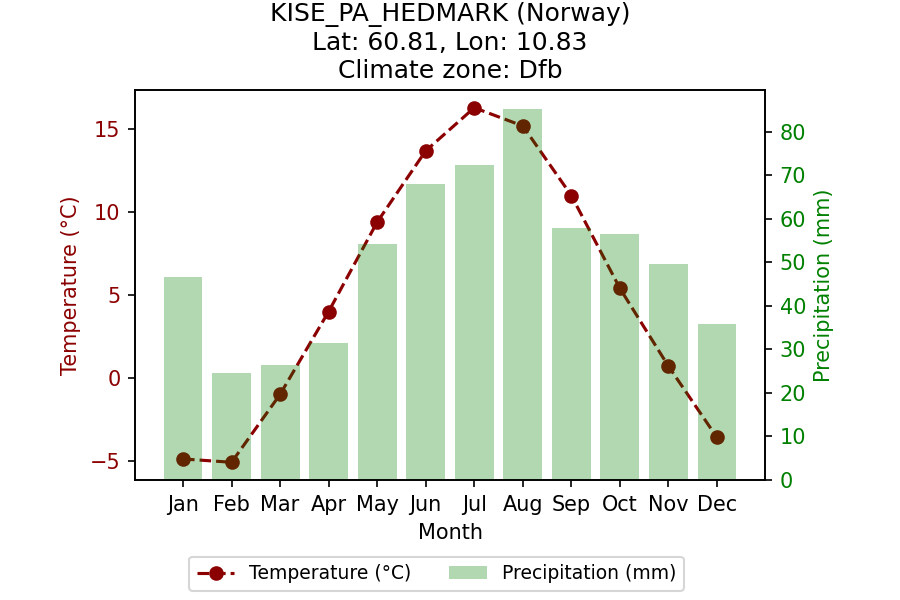 KISE_PA_HEDMARK (Norway)
Lat: 60.81, Lon: 10.83
Climate zone: Dfb
Temperature (°C)
15
10
5
0
−5
80
70
60
50
40
30
20
10
0
Precipitation (mm)
Jan Feb Mar Apr May Jun Jul Aug Sep Oct Nov Dec
Month
Temperature (°C) Precipitation (mm)